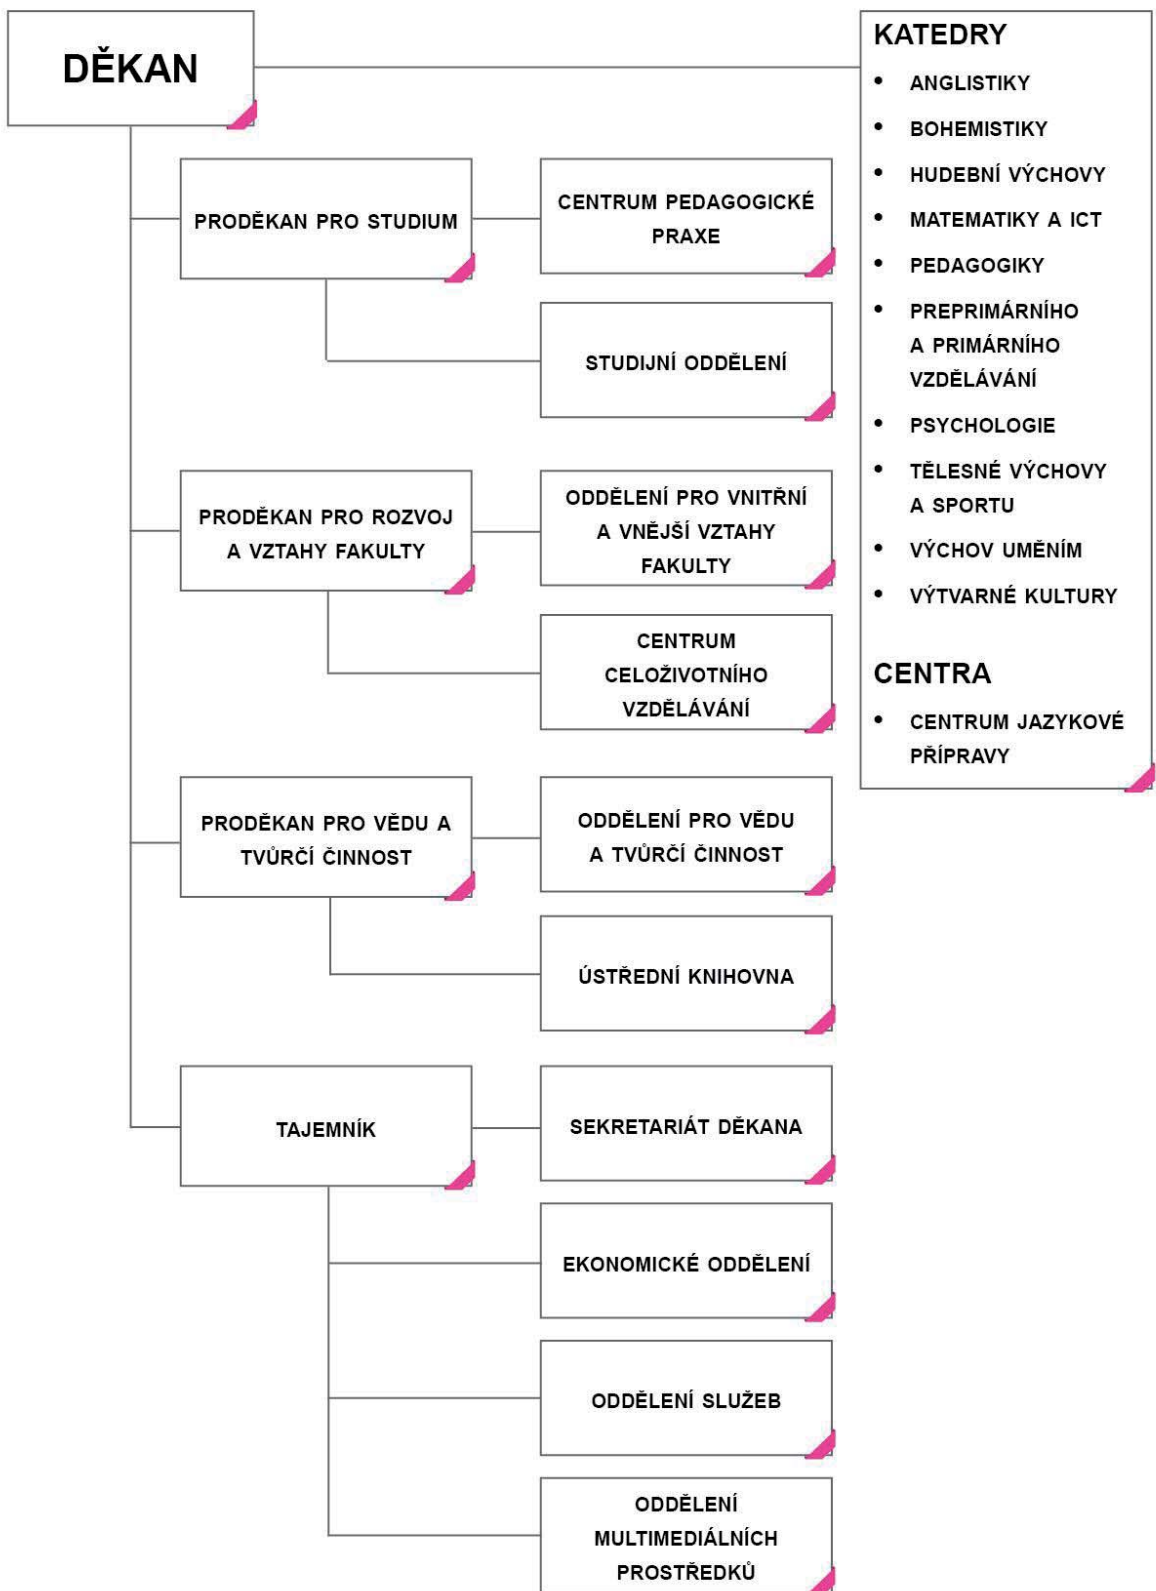 DĚKAN
PRODĚKAN PRO STUDIUM
CENTRUM PEDAGOGICKÉ
PRAXE
STUDIJNÍ ODDĚLENÍ
PRODĚKAN PRO ROZVOJ
A VZTAHY FAKULTY
ODDĚLENÍ PRO VNITŘNÍ
A VNĚJŠÍ VZTAHY
FAKULTY
CENTRUM
CELOŽIVOTNÍHO
VZDĚLÁVÁNÍ
PRODĚKAN PRO VĚDU A
TVŮRČÍ ČINNOST
ODDĚLENÍ PRO VĚDU
A TVŮRČÍ ČINNOST
ÚSTŘEDNÍ KNIHOVNA
TAJEMNÍK
SEKRETARIÁT DĚKANA
EKONOMICKÉ ODDĚLENÍ
ODDĚLENÍ SLUŽEB
ODDĚLENÍ
MULTIMEDIÁLNÍCH
PROSTŘEDKŮ
KATEDRY
• ANGLISTIKY
• BOHEMISTIKY
• HUDEBNÍ VÝCHOVY
• MATEMATIKY A ICT
• PEDAGOGIKY
• PREPRIMÁRNÍHO
A PRIMÁRNÍHO
VZDĚLÁVÁNÍ
• PSYCHOLOGIE
• TĚLESNÉ VÝCHOVY
A SPORTU
• VÝCHOV UMĚNÍM
• VÝTVARNÉ KULTURY
CENTRA
• CENTRUM JAZYKOVÉ
PŘÍPRAVY